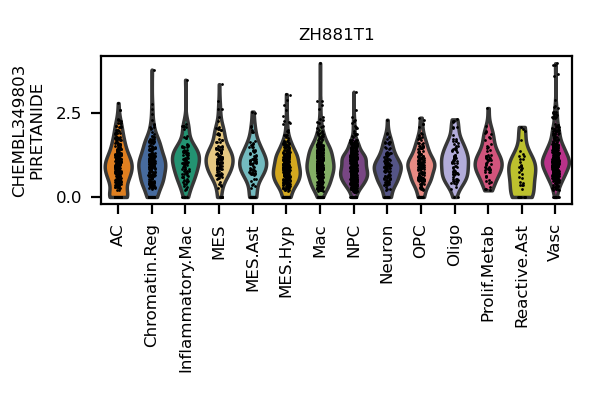 ZH881T1
CHEMBL349803
PIRETANIDE
2.5
0.0
AC
Chromatin.Reg
Inflammatory.Mac
MES
MES.Ast
MES.Hyp
Mac
NPC
Neuron
OPC
Oligo
Prolif.Metab
Reactive.Ast
Vasc